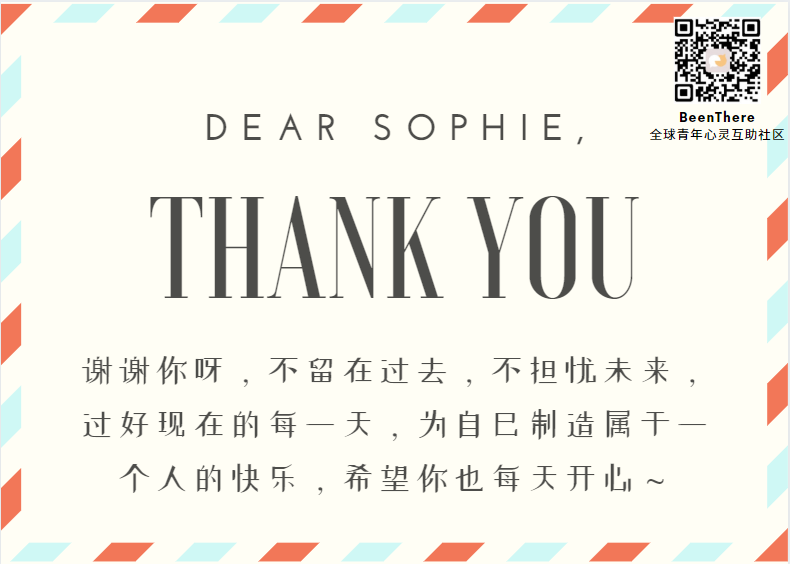 BeenThere
全球青年心灵互助社区
DEAR SOPHIE,
THANK YOU
谢谢你呀，不留在过去，不担忧未来，
过好现在的每一天，为自己制造属于一
个人的快乐，希望你也每天开心~